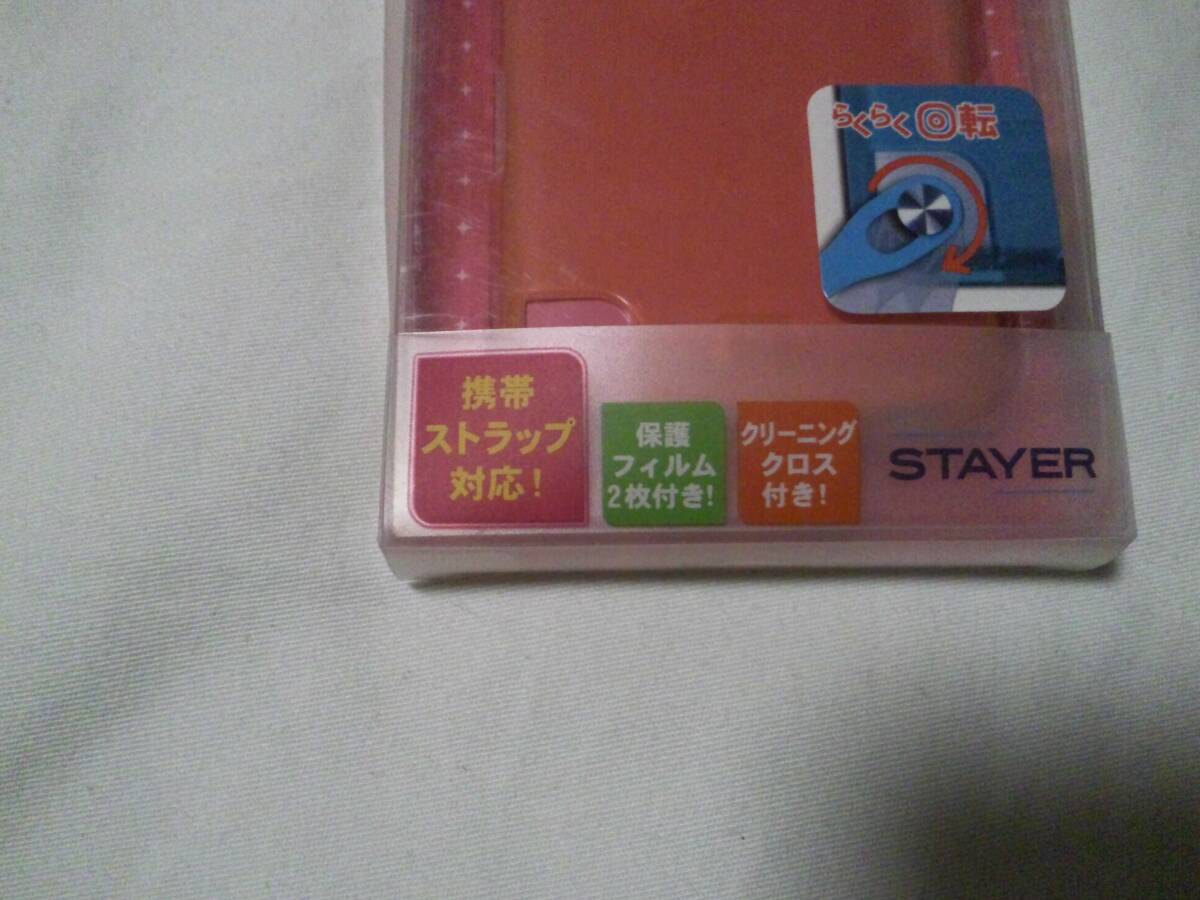 らくらく回転
携帯
ストラップ
対応!
保護
フィルム
2枚付き!
クリーニング
クロス
付き!
STAYER